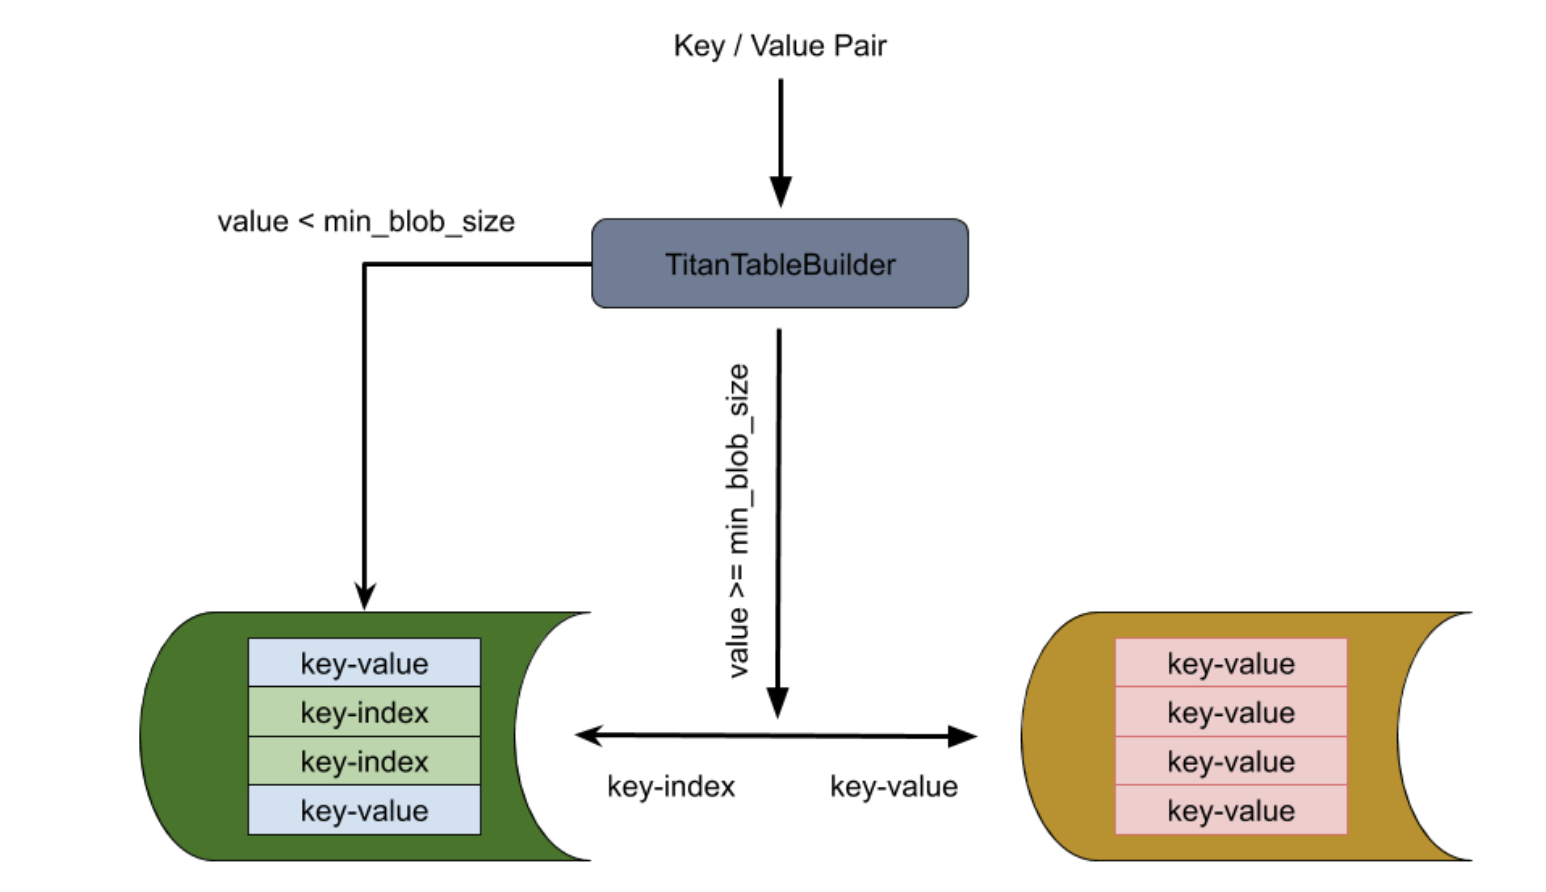 Key / Value Pair
value < min_blob_size
TitanTableBuilder
value >= min_blob_size
key-value
key-index
key-index
key-value
key-index
key-value
key-value
key-value
key-value
key-value